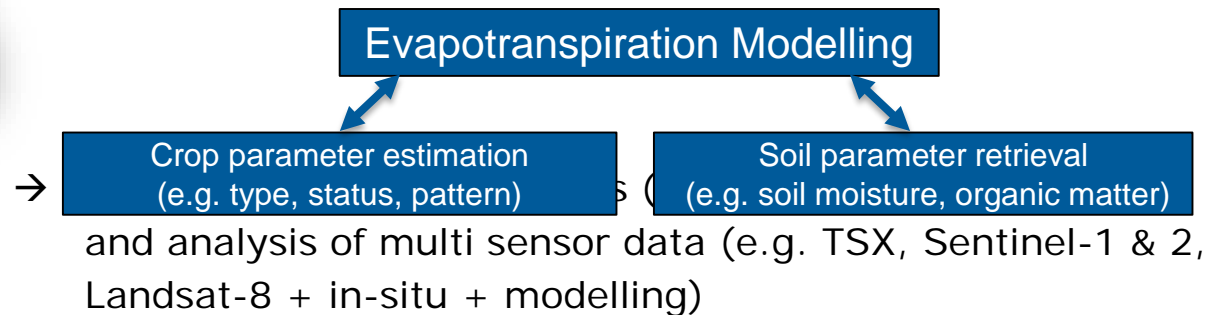 Evapotranspiration Modelling
Crop parameter estimation
(e.g. type, status, pattern)
Soil parameter retrieval
(e.g. soil moisture, organic matter)
→ s (
and analysis of multi sensor data (e.g. TSX, Sentinel-1 & 2,
Landsat-8 + in-situ + modelling)